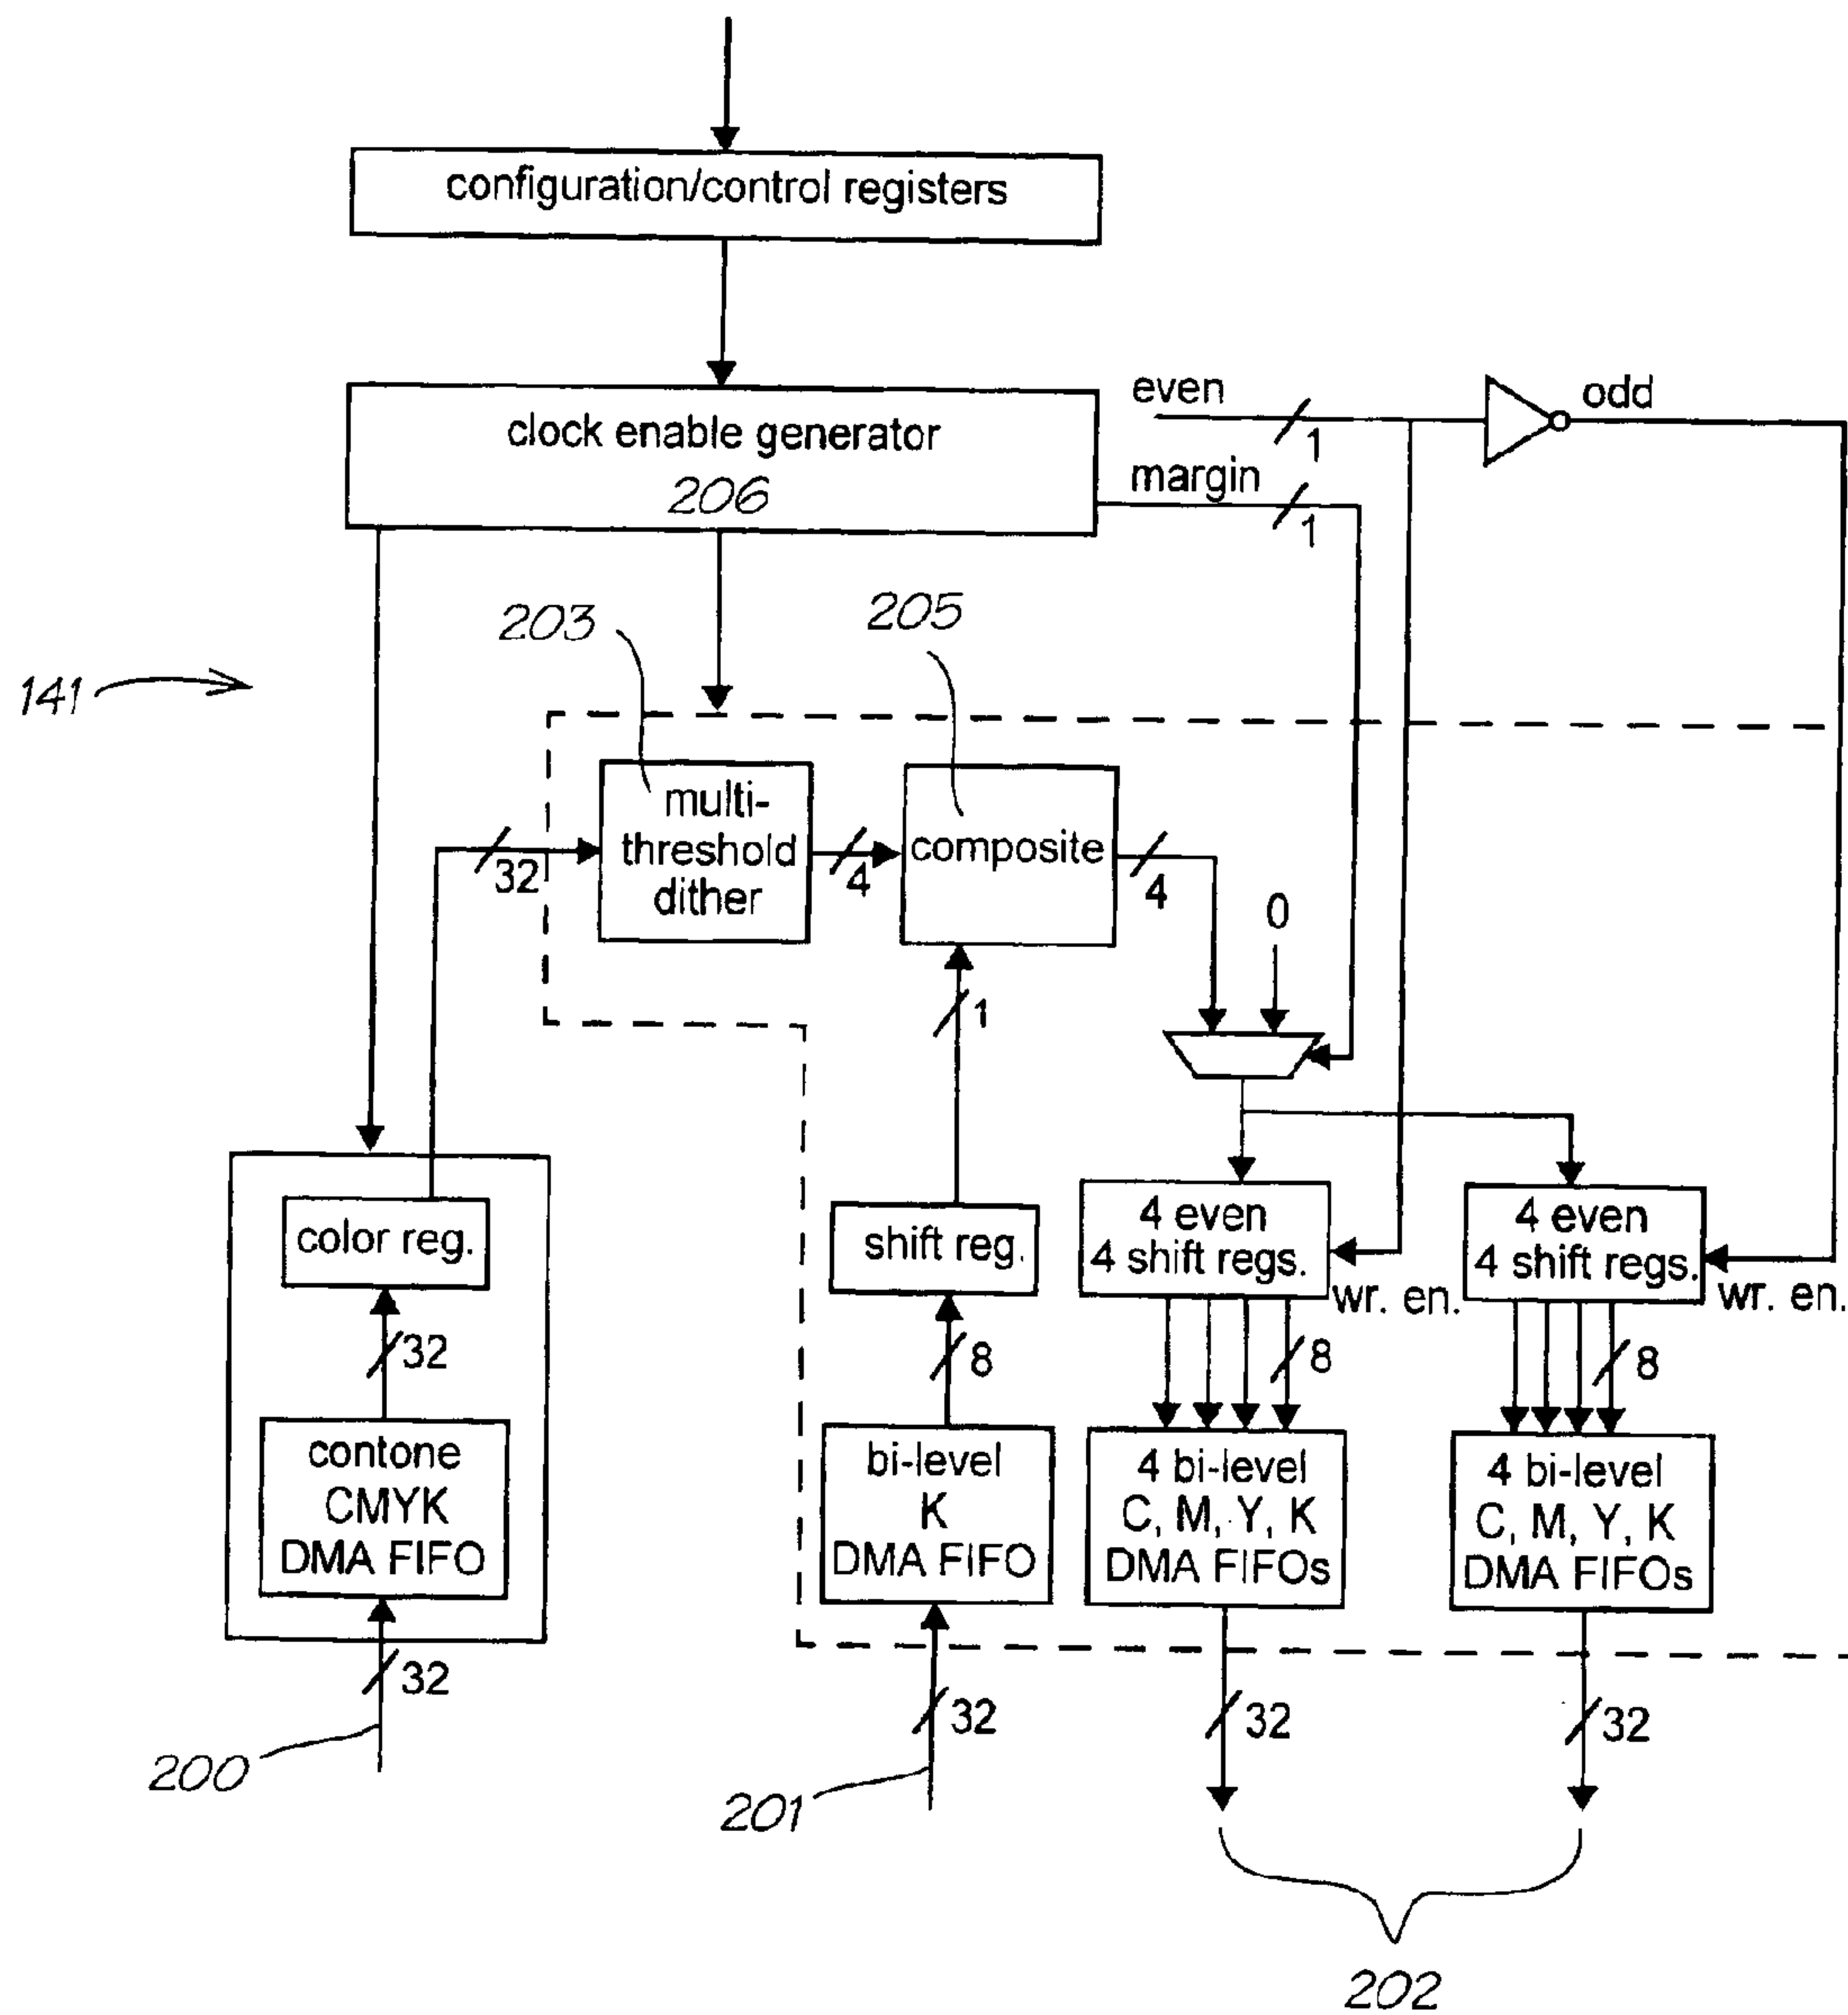 configuration/control registers
clock enable generator
206
even
1
odd
margin
1
203
205
141
multi-
threshold
dither
32
4
composite
4
0
1
color reg.
shift reg.
4 even
4 shift regs.
wr. en.
4 even
4 shift regs.
wr. en.
32
8
8
8
contone
CMYK
DMA FIFO
bi-level
K
DMA FIFO
4 bi-level
C, M, Y, K
DMA FIFOs
4 bi-level
C, M, Y, K
DMA FIFOs
32
32
32
32
200
201
202